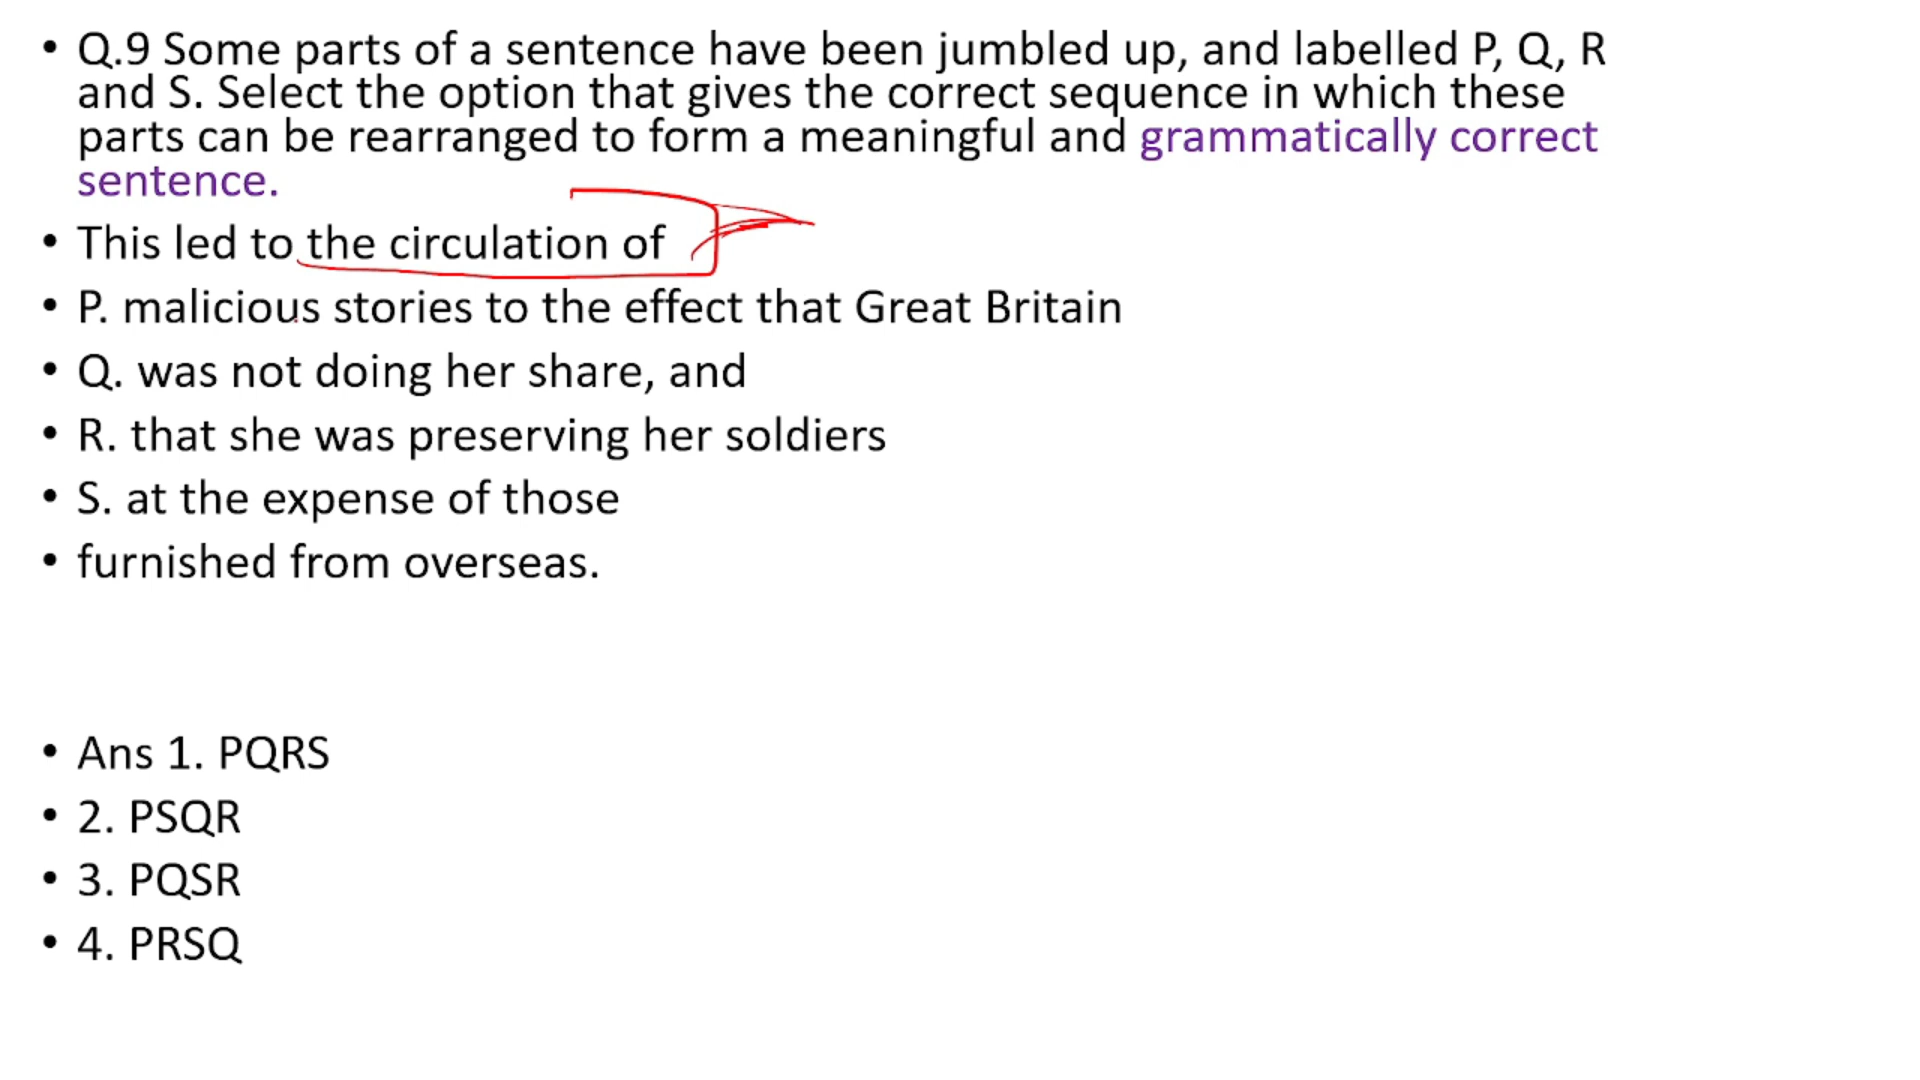 • Q.9 Some parts of a sentence have been jumbled up, and labelled P, Q, R
and S. Select the option that gives the correct sequence in which these
parts can be rearranged to form a meaningful and grammatically correct
sentence.
• This led to the circulation of
• P. malicious stories to the effect that Great Britain
• Q. was not doing her share, and
• R. that she was preserving her soldiers
• S. at the expense of those
• furnished from overseas.
• Ans 1. PQRS
• 2. PSQR
• 3. PQSR
• 4. PRSQ